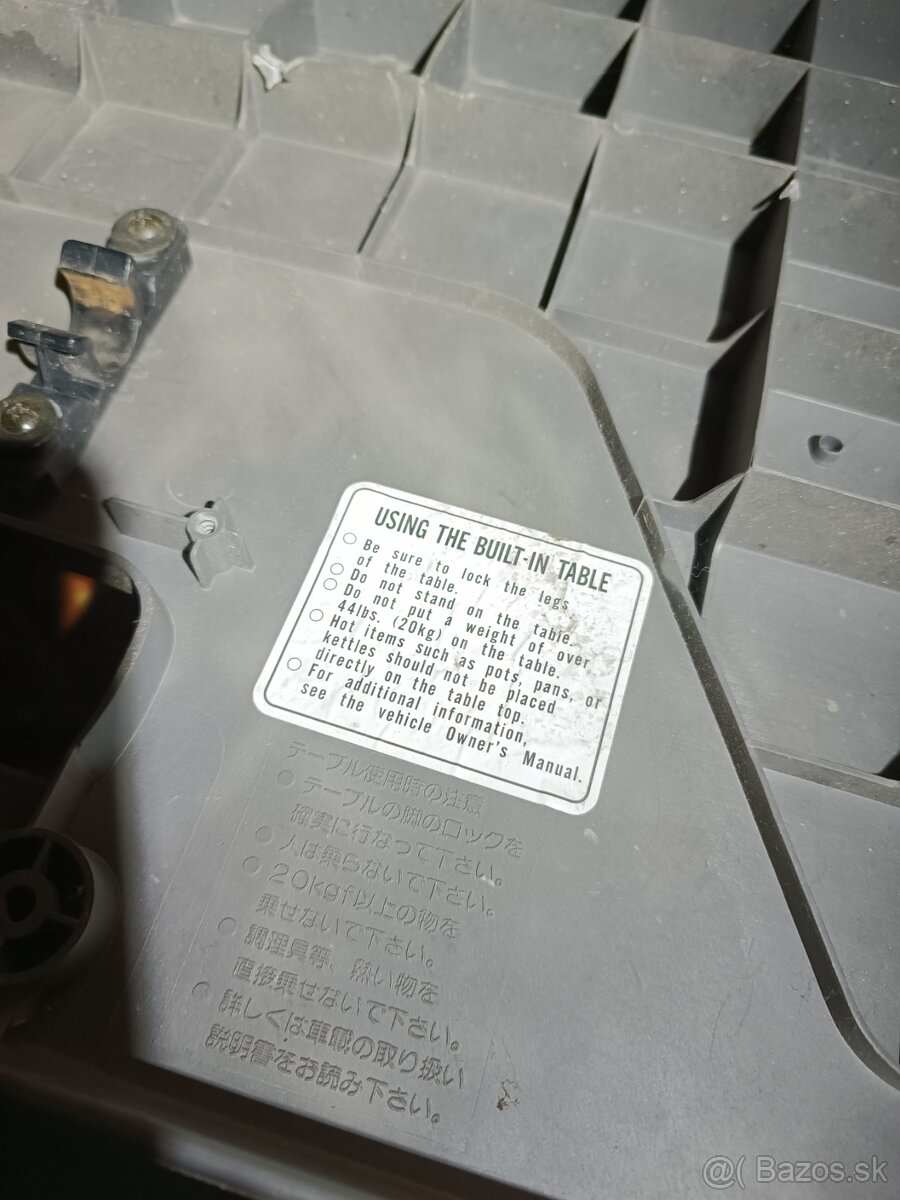 USING THE BUILT-IN TABLE
○ Be sure to lock the legs
of the table.
○ Do not stand on the table.
○ Do not put a weight of over
44lbs. (20kg) on the table.
○ Hot items such as pots, pans, or
kettles should not be placed
directly on the table top.
○ For additional information,
see the vehicle Owner's Manual.
テーブル使用時の注意
○ テーブルの脚のロックを
確実に行なって下さい。
○ 人は乗らないで下さい。
○ 20kgf以上の物を
乗せないで下さい。
○ 調理具等、熱い物を
直接乗せないで下さい。
○ 詳しくは車載の取り扱い
説明書をお読み下さい。
@( Bazos.sk